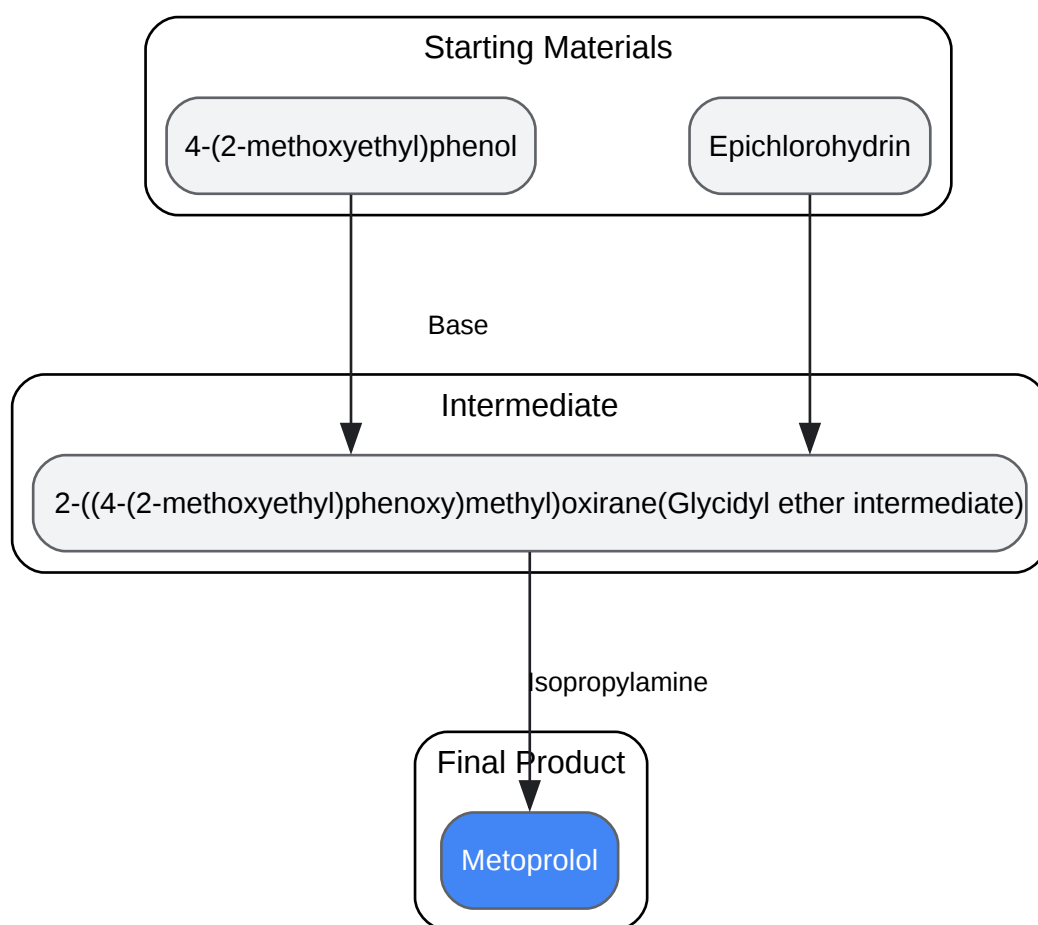 Starting Materials
4-(2-methoxyethyl)phenol
Epichlorohydrin
Base
Intermediate
2-((4-(2-methoxyethyl)phenoxy)methyl)oxirane(Glycidyl ether intermediate)
Isopropylamine
Final Product
Metoprolol